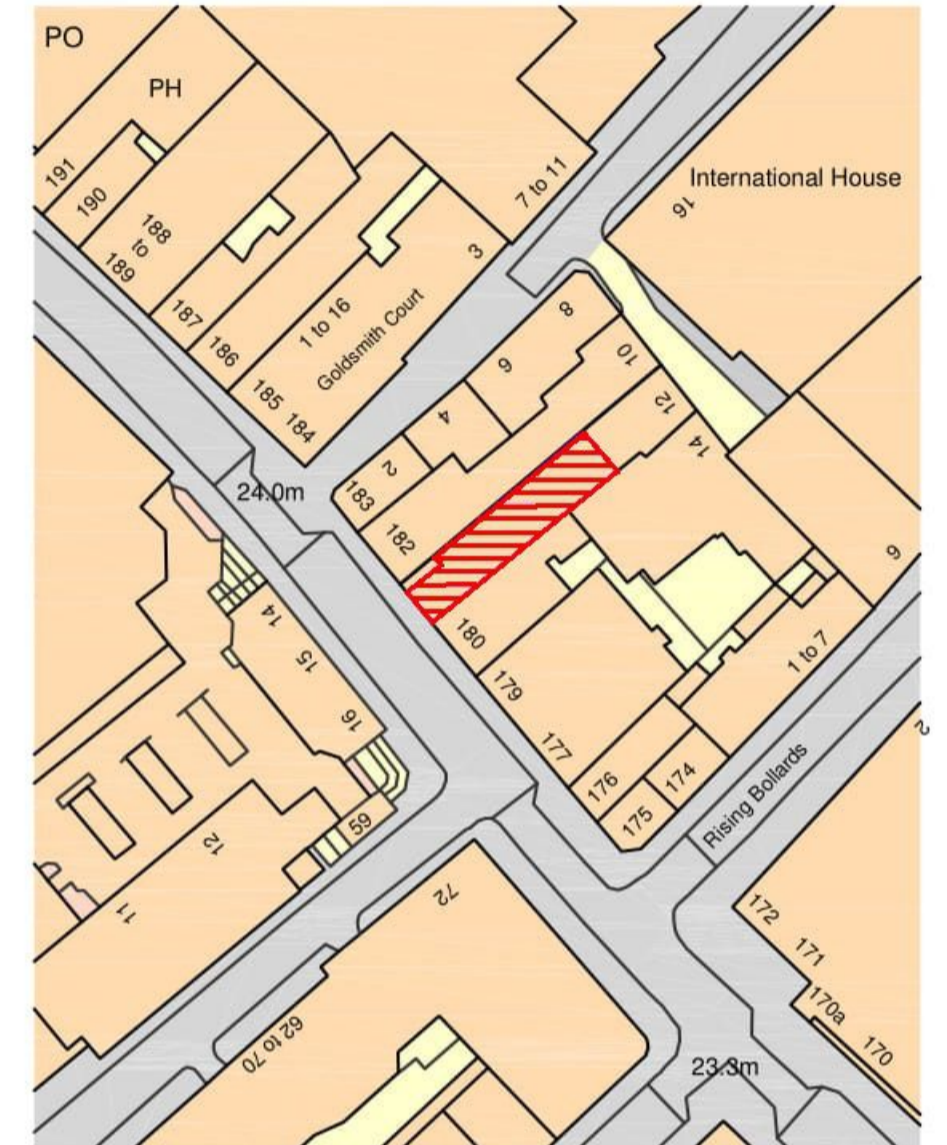 PO
PH
191
190
188
to
189
187
186
1 to 16
Goldsmith Court
185
184
3
7 to 11
International House
16
8
6
4
2
10
12
14
183
182
24.0m
180
179
177
176
175
174
1 to 7
9
2
Rising Bollards
14
15
16
59
12
11
72
62 to 70
172
171
170a
170
23.3m